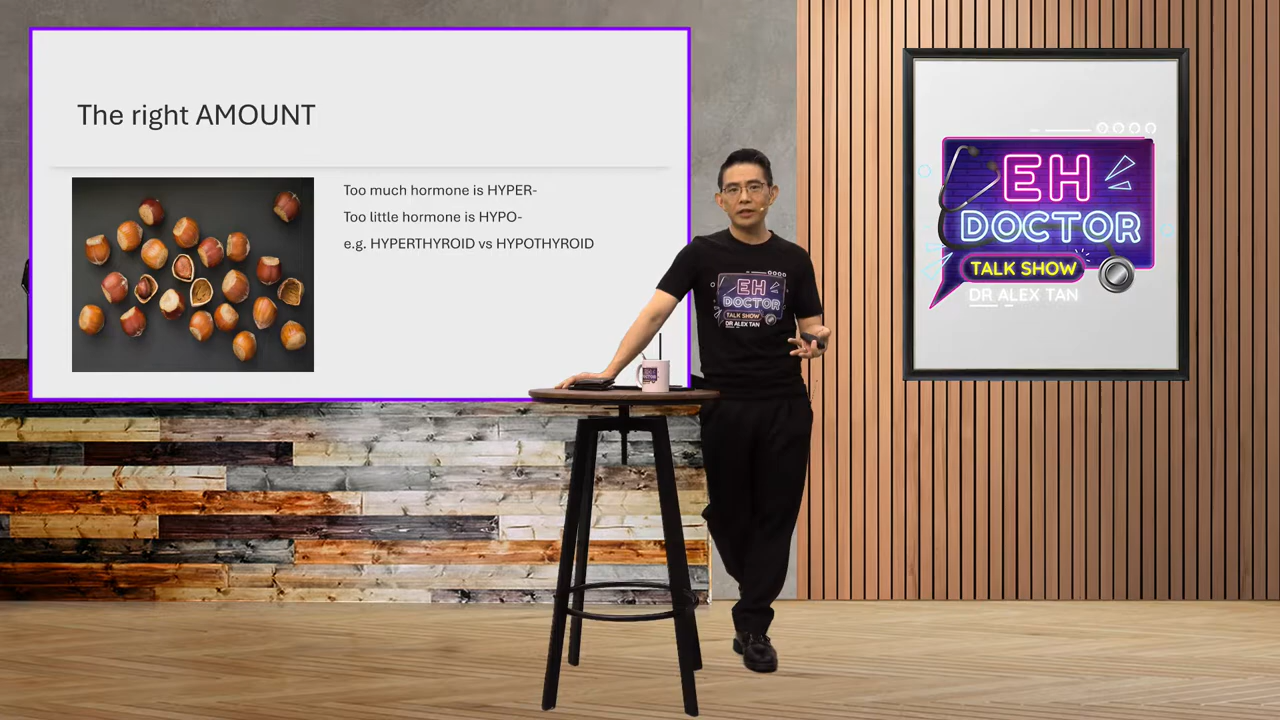 The right AMOUNT
Too much hormone is HYPER-
Too little hormone is HYPO-
e.g. HYPERTHYROID vs HYPOTHYROID
EH
DOCTOR
TALK SHOW
DR ALEX TAN
EH
DOCTOR
TALK SHOW
DR ALEX TAN